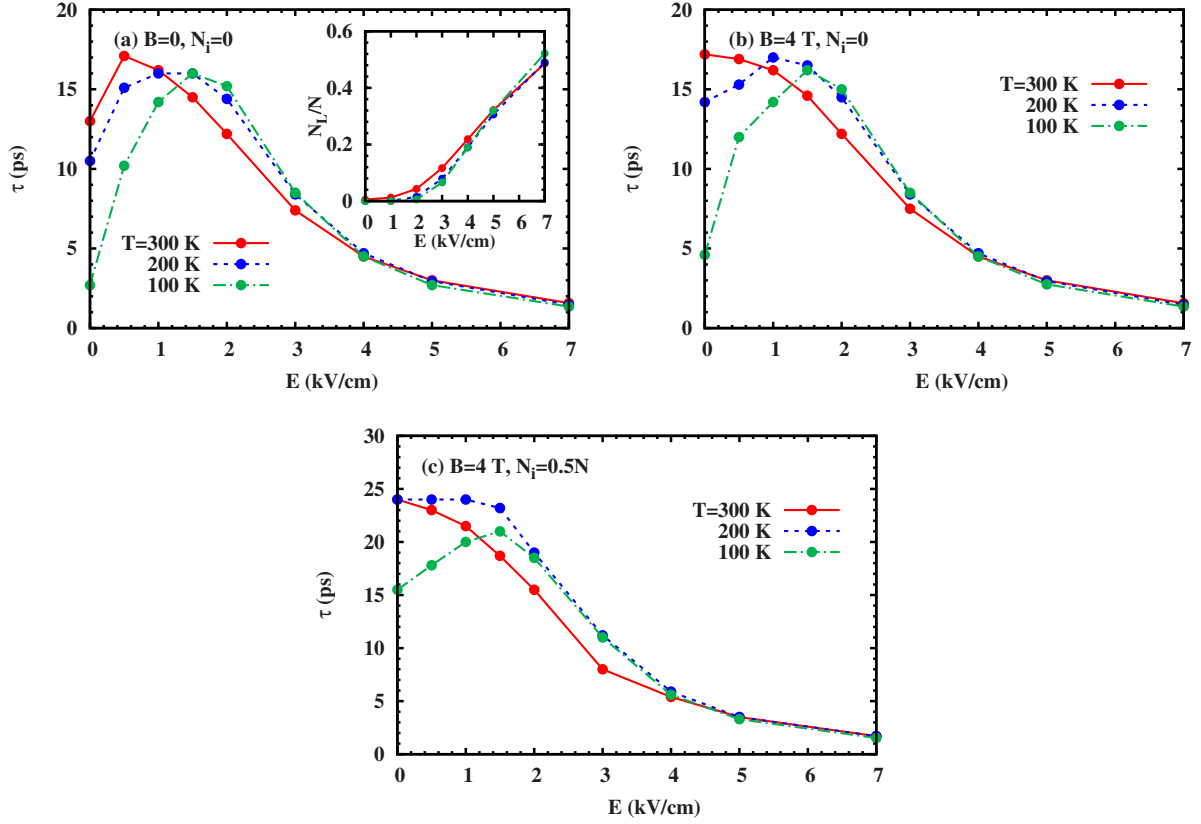 (a) B=0, N_i=0
τ (ps)
20
15
10
5
0
T=300 K
200 K
100 K
0 1 2 3 4 5 6 7
E (kV/cm)
N_L/N
0.6
0.4
0.2
0
0 1 2 3 4 5 6 7
E (kV/cm)
(b) B=4 T, N_i=0
τ (ps)
20
15
10
5
0
T=300 K
200 K
100 K
0 1 2 3 4 5 6 7
E (kV/cm)
(c) B=4 T, N_i=0.5N
τ (ps)
30
25
20
15
10
5
0
T=300 K
200 K
100 K
0 1 2 3 4 5 6 7
E (kV/cm)